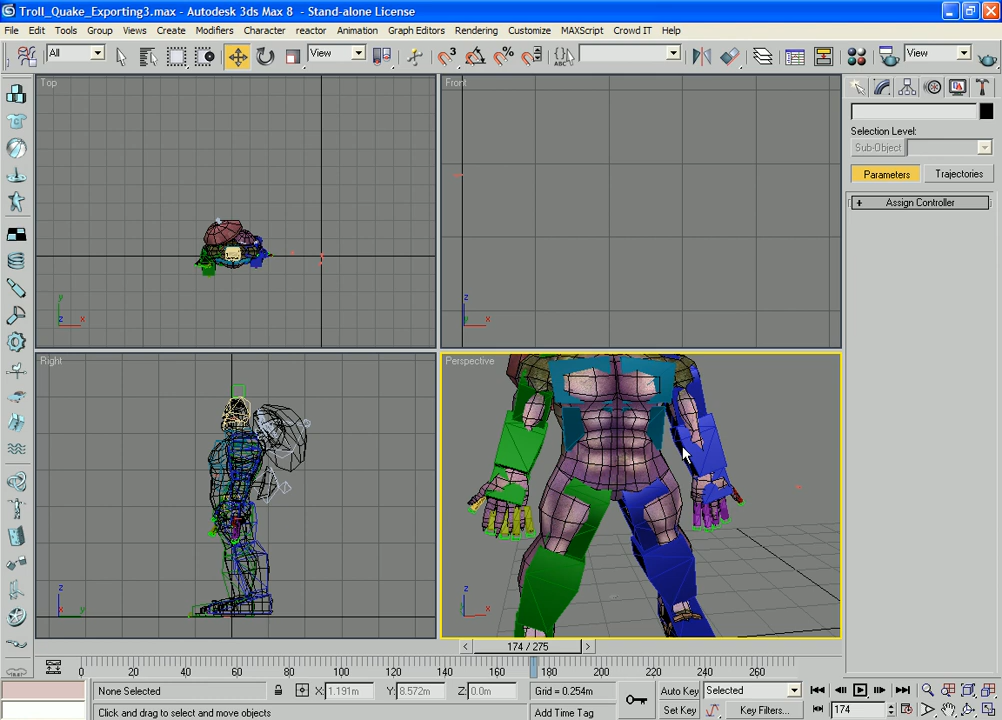 Troll_Quake_Exporting3.max - Autodesk 3ds Max 8 - Stand-alone License
File Edit Tools Group Views Create Modifiers Character reactor Animation Graph Editors Rendering Customize MAXScript Crowd IT Help
All View 3 % ABC View
Top Front
Selection Level:
Sub-Object
Parameters Trajectories
+ Assign Controller
y z
z x x
Right Perspective
z z
x y y x
< 174 / 275 >
0 20 40 60 80 100 120 140 160 180 200 220 240 260
None Selected X: 1.191m Y: 8.572m Z: 0.0m Grid = 0.254m Auto Key Selected
Click and drag to select and move objects Add Time Tag Set Key Key Filters... 174